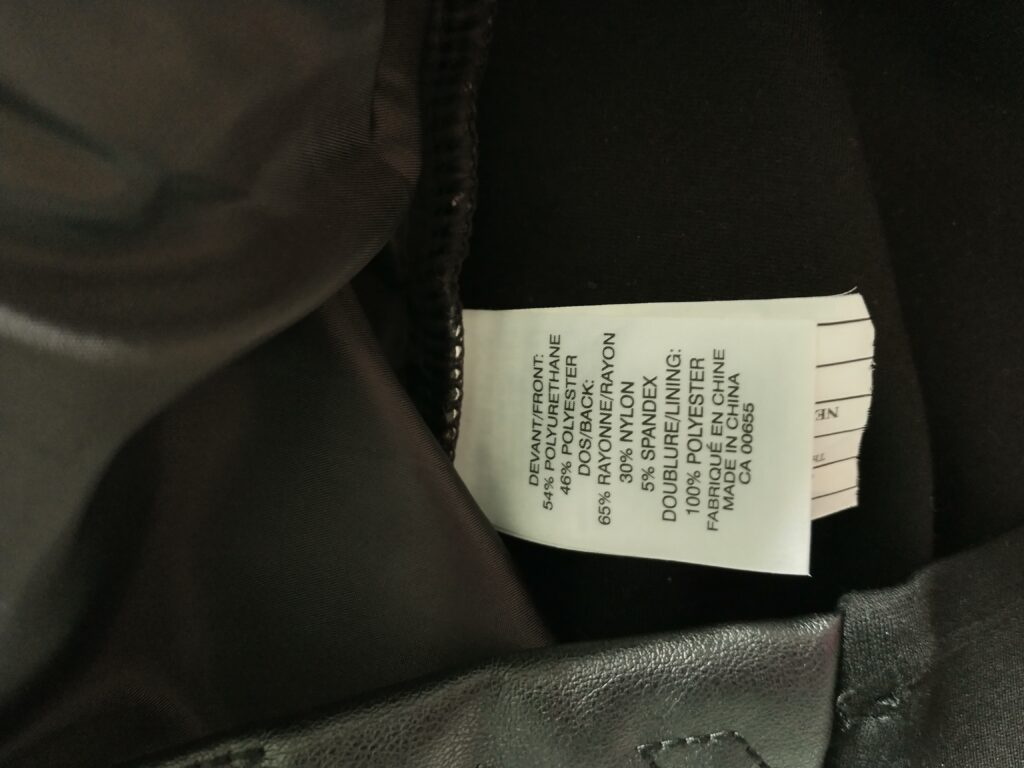 DEVANT/FRONT:
54% POLYURETHANE
46% POLYESTER
DOS/BACK:
65% RAYONNE/RAYON
30% NYLON
5% SPANDEX
DOUBLURE/LINING:
100% POLYESTER
FABRIQUÉ EN CHINE
MADE IN CHINA
CA 00655
NE